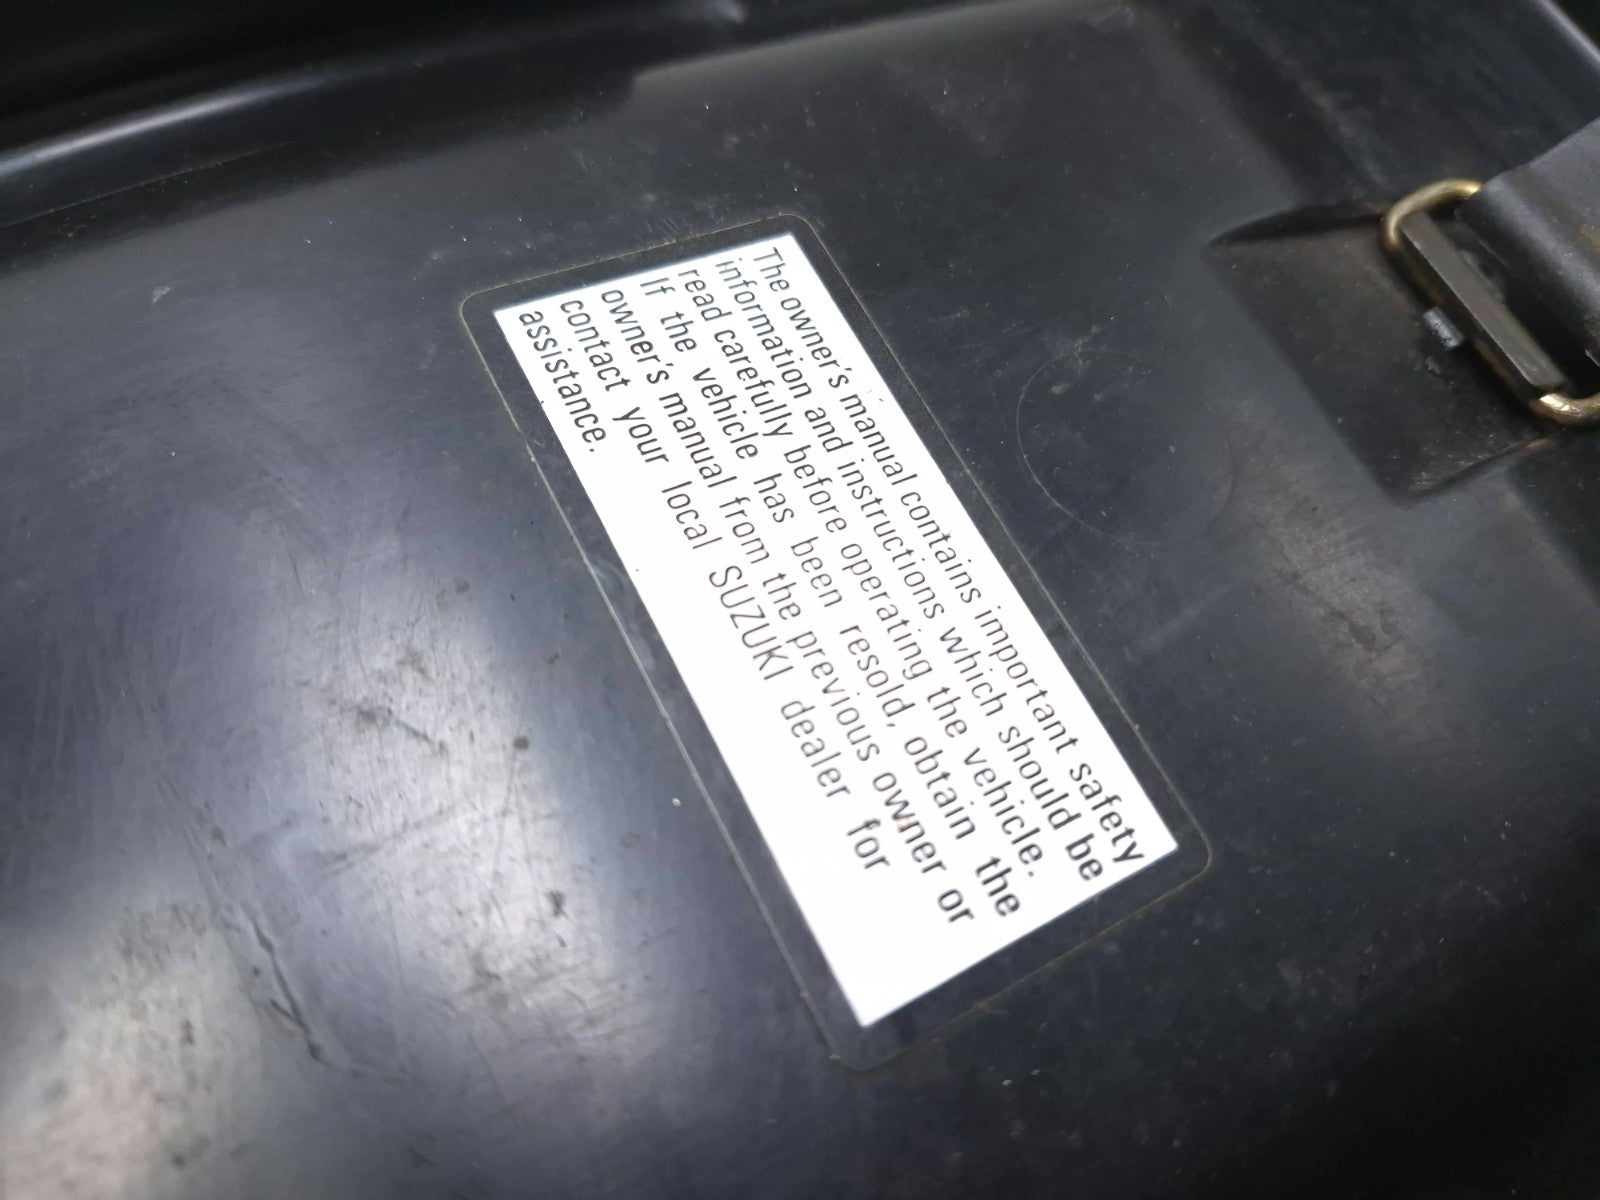 The owner's manual contains important safety
information and instructions which should be
read carefully before operating the vehicle.
If the vehicle has been resold, obtain the
owner's manual from the previous owner or
contact your local SUZUKI dealer for
assistance.